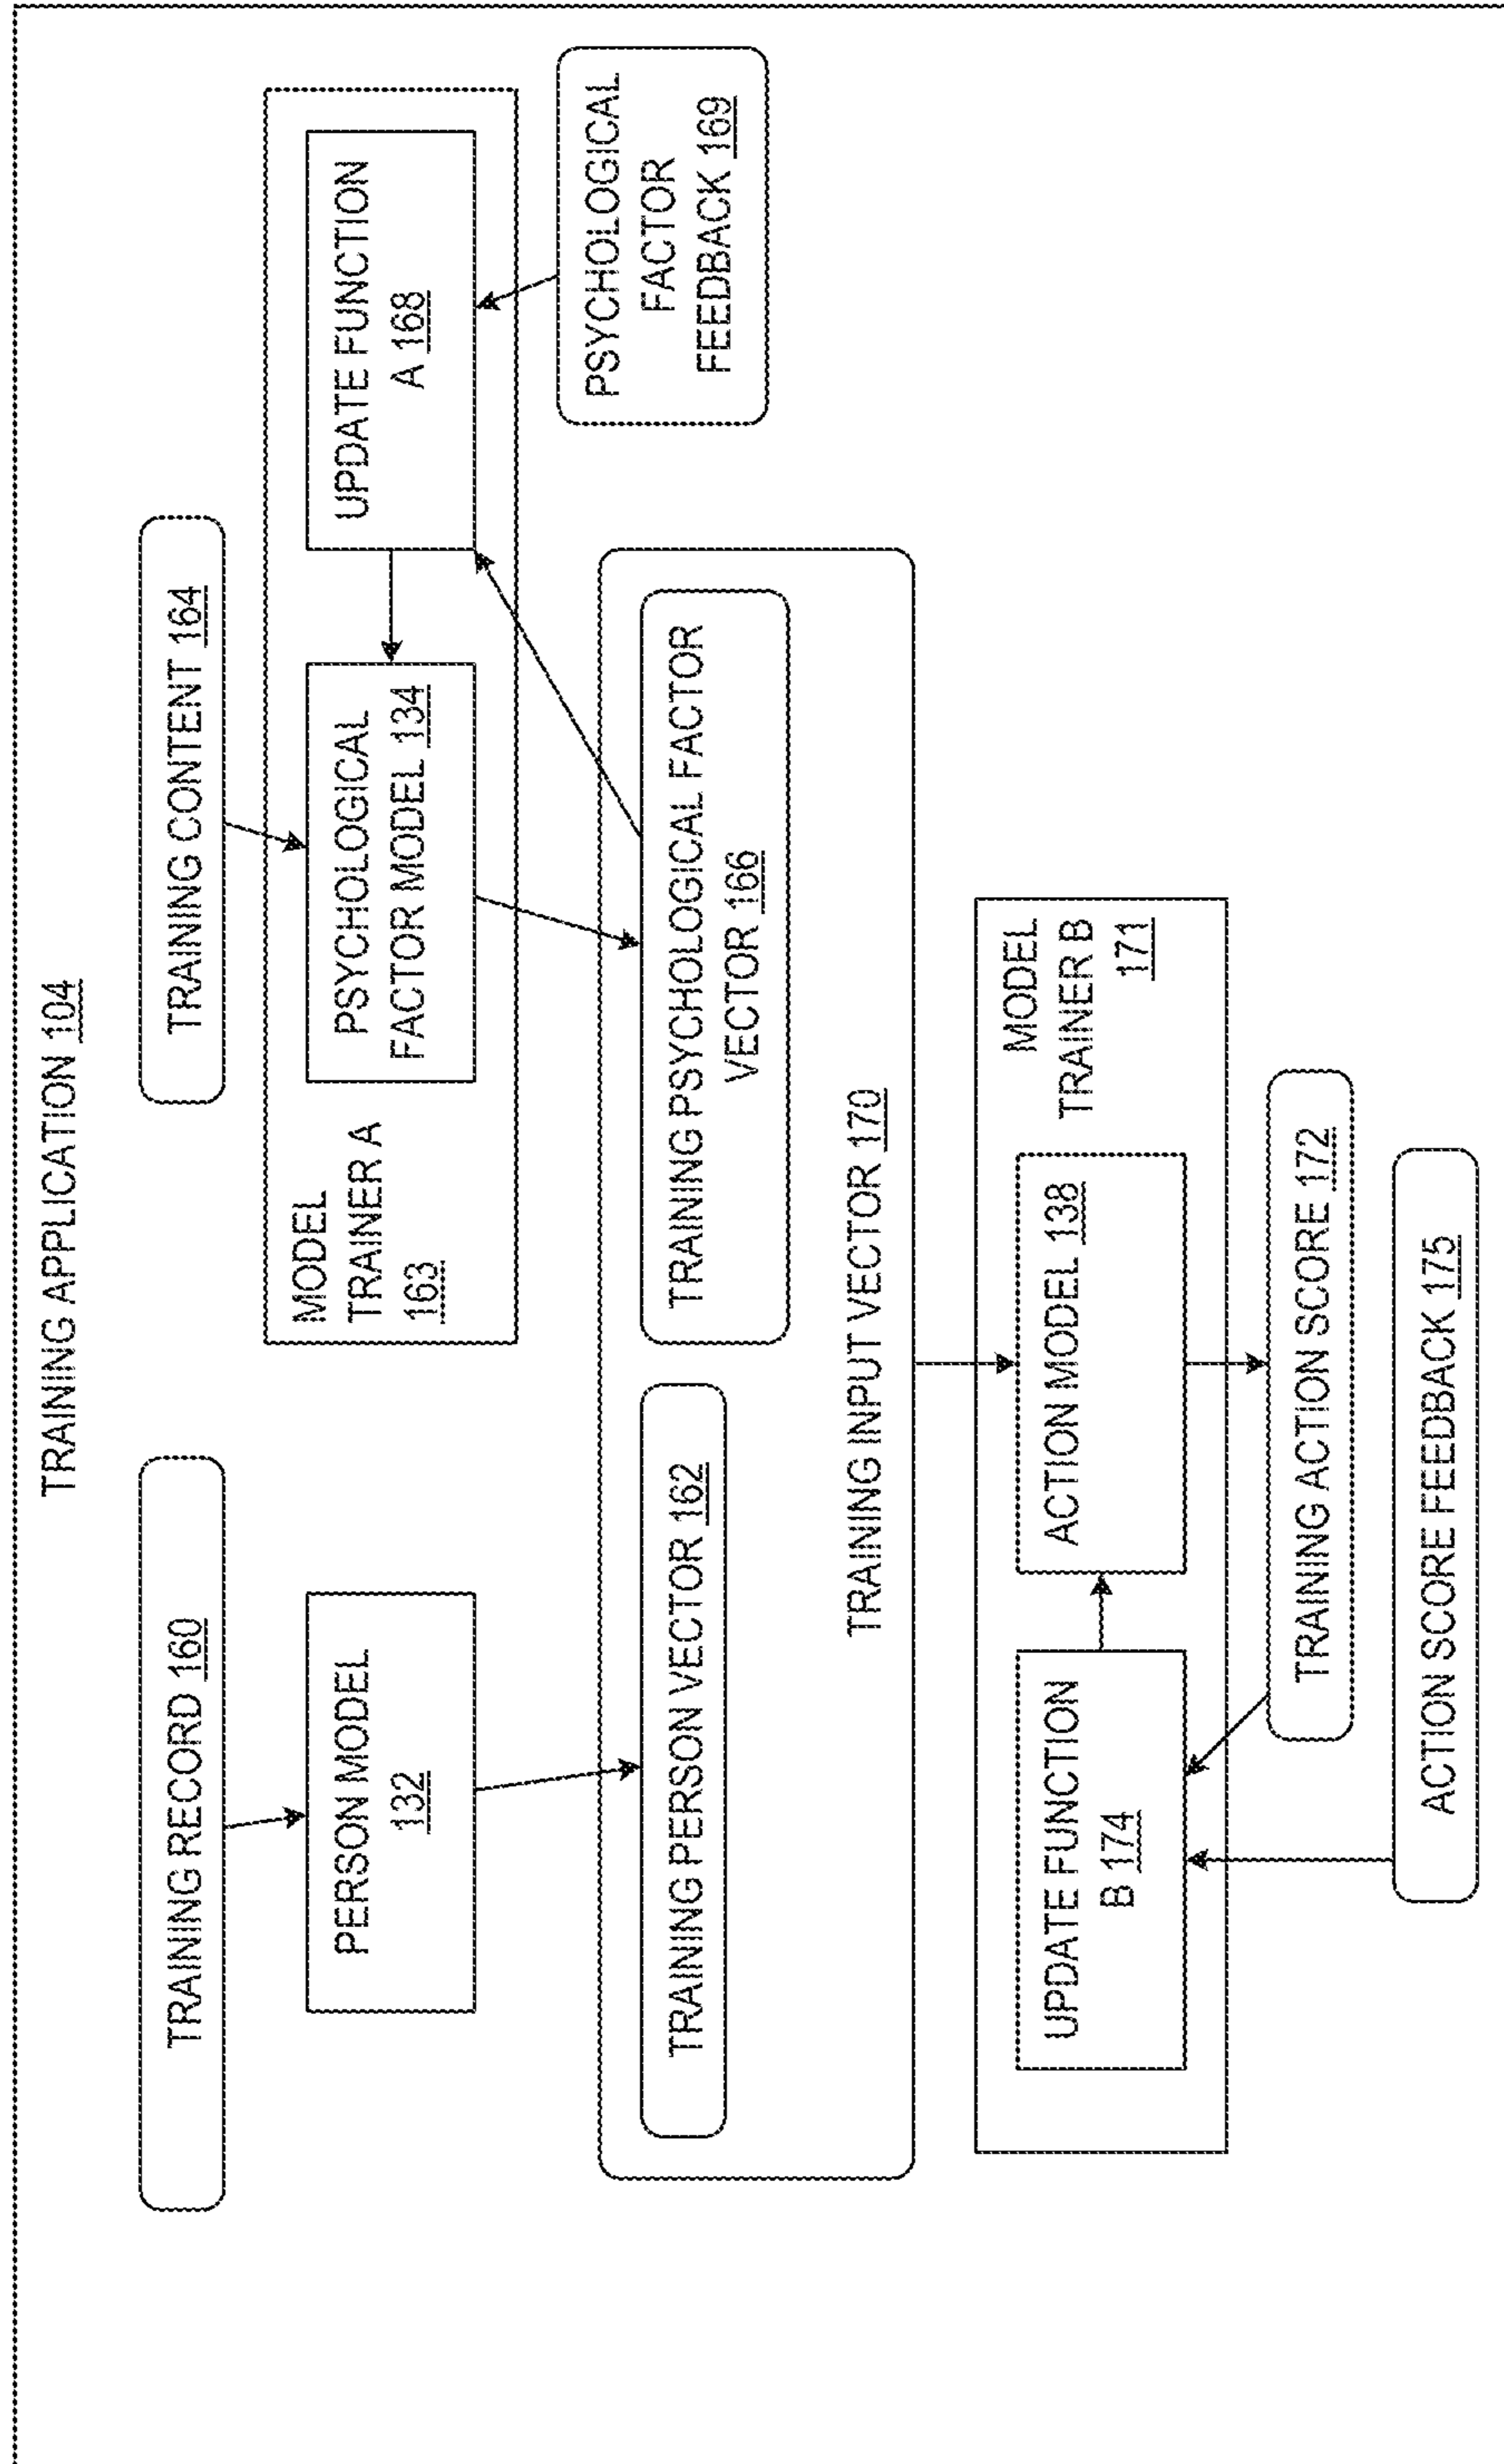 TRAINING APPLICATION 104
TRAINING RECORD 160
TRAINING CONTENT 164
PERSON MODEL
132
MODEL
TRAINER A
163
PSYCHOLOGICAL
FACTOR MODEL 134
UPDATE FUNCTION
A 168
PSYCHOLOGICAL
FACTOR
FEEDBACK 169
TRAINING PERSON VECTOR 162
TRAINING PSYCHOLOGICAL FACTOR
VECTOR 166
TRAINING INPUT VECTOR 170
UPDATE FUNCTION
B 174
ACTION MODEL 138
MODEL
TRAINER B
171
TRAINING ACTION SCORE 172
ACTION SCORE FEEDBACK 175